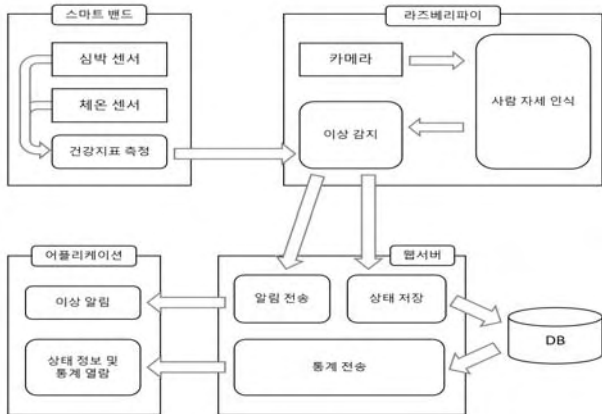 스마트 밴드
심박 센서
체온 센서
건강지표 측정
라즈베리파이
카메라
사람 자세 인식
이상 감지
어플리케이션
이상 알림
상태 정보 및
통계 열람
웹서버
알림 전송
상태 저장
통계 전송
DB